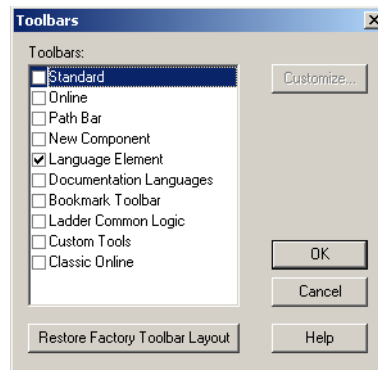 Toolbars
Toolbars:
Standard
Customize...
Online
Path Bar
New Component
Language Element
Documentation Languages
Bookmark Toolbar
Ladder Common Logic
Custom Tools
Classic Online
OK
Cancel
Restore Factory Toolbar Layout
Help